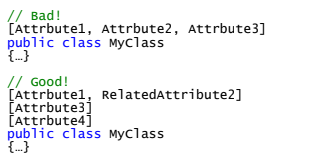 // Bad!
[Attrbute1, Attrbute2, Attrbute3]
public class MyClass
{…}
// Good!
[Attrbute1, RelatedAttribute2]
[Attrbute3]
[Attrbute4]
public class MyClass
{…}